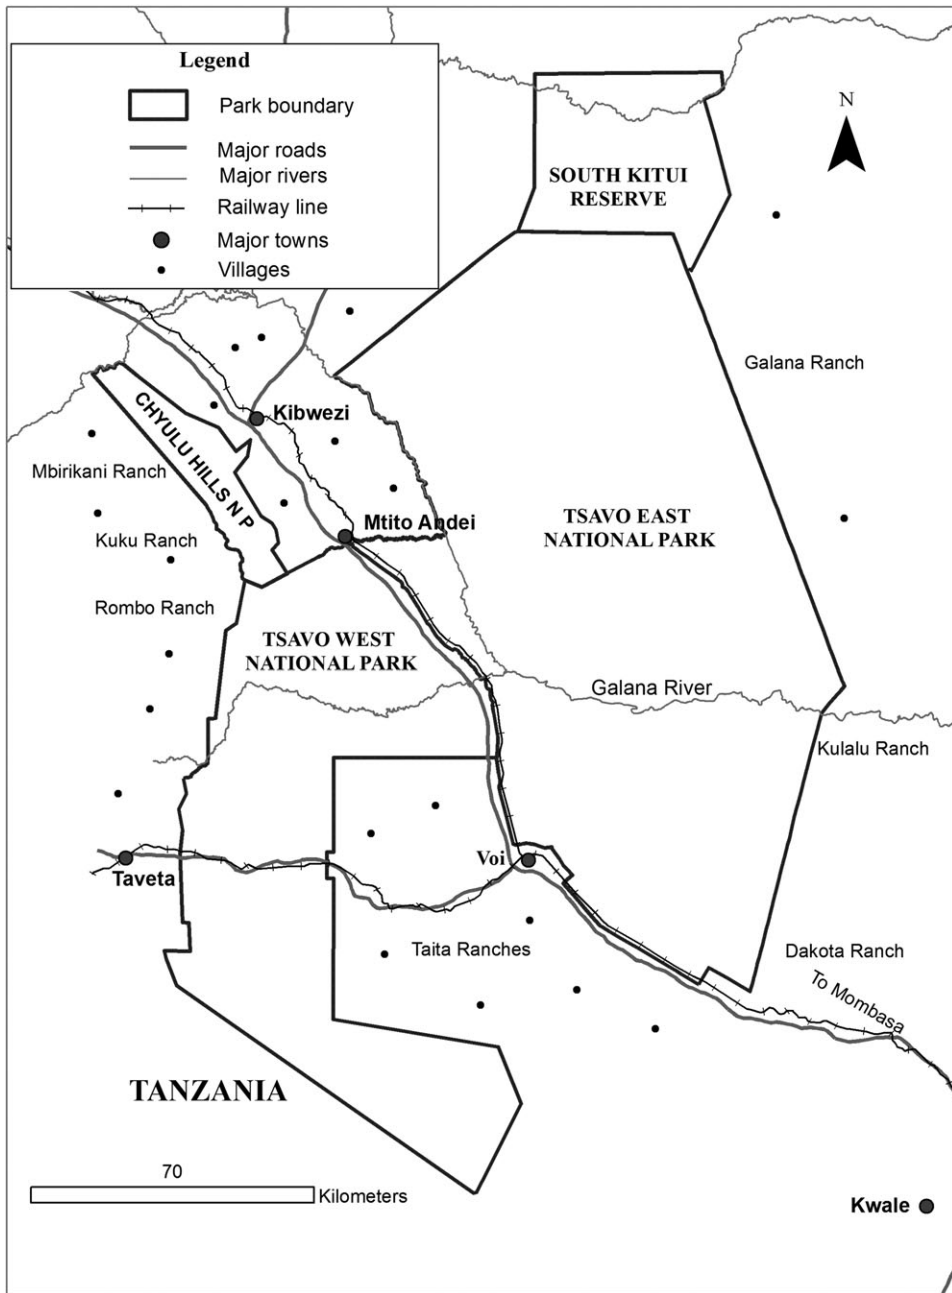 Legend
Park boundary
Major roads
Major rivers
Railway line
Major towns
Villages
N
SOUTH KITUI
RESERVE
Galana Ranch
Kibwezi
CHYULU HILLS N P
Mbirikani Ranch
Mtito Andei
TSAVO EAST
NATIONAL PARK
Kuku Ranch
Rombo Ranch
TSAVO WEST
NATIONAL PARK
Galana River
Kulalu Ranch
Voi
Taveta
Taita Ranches
Dakota Ranch
To Mombasa
TANZANIA
70
Kilometers
Kwale